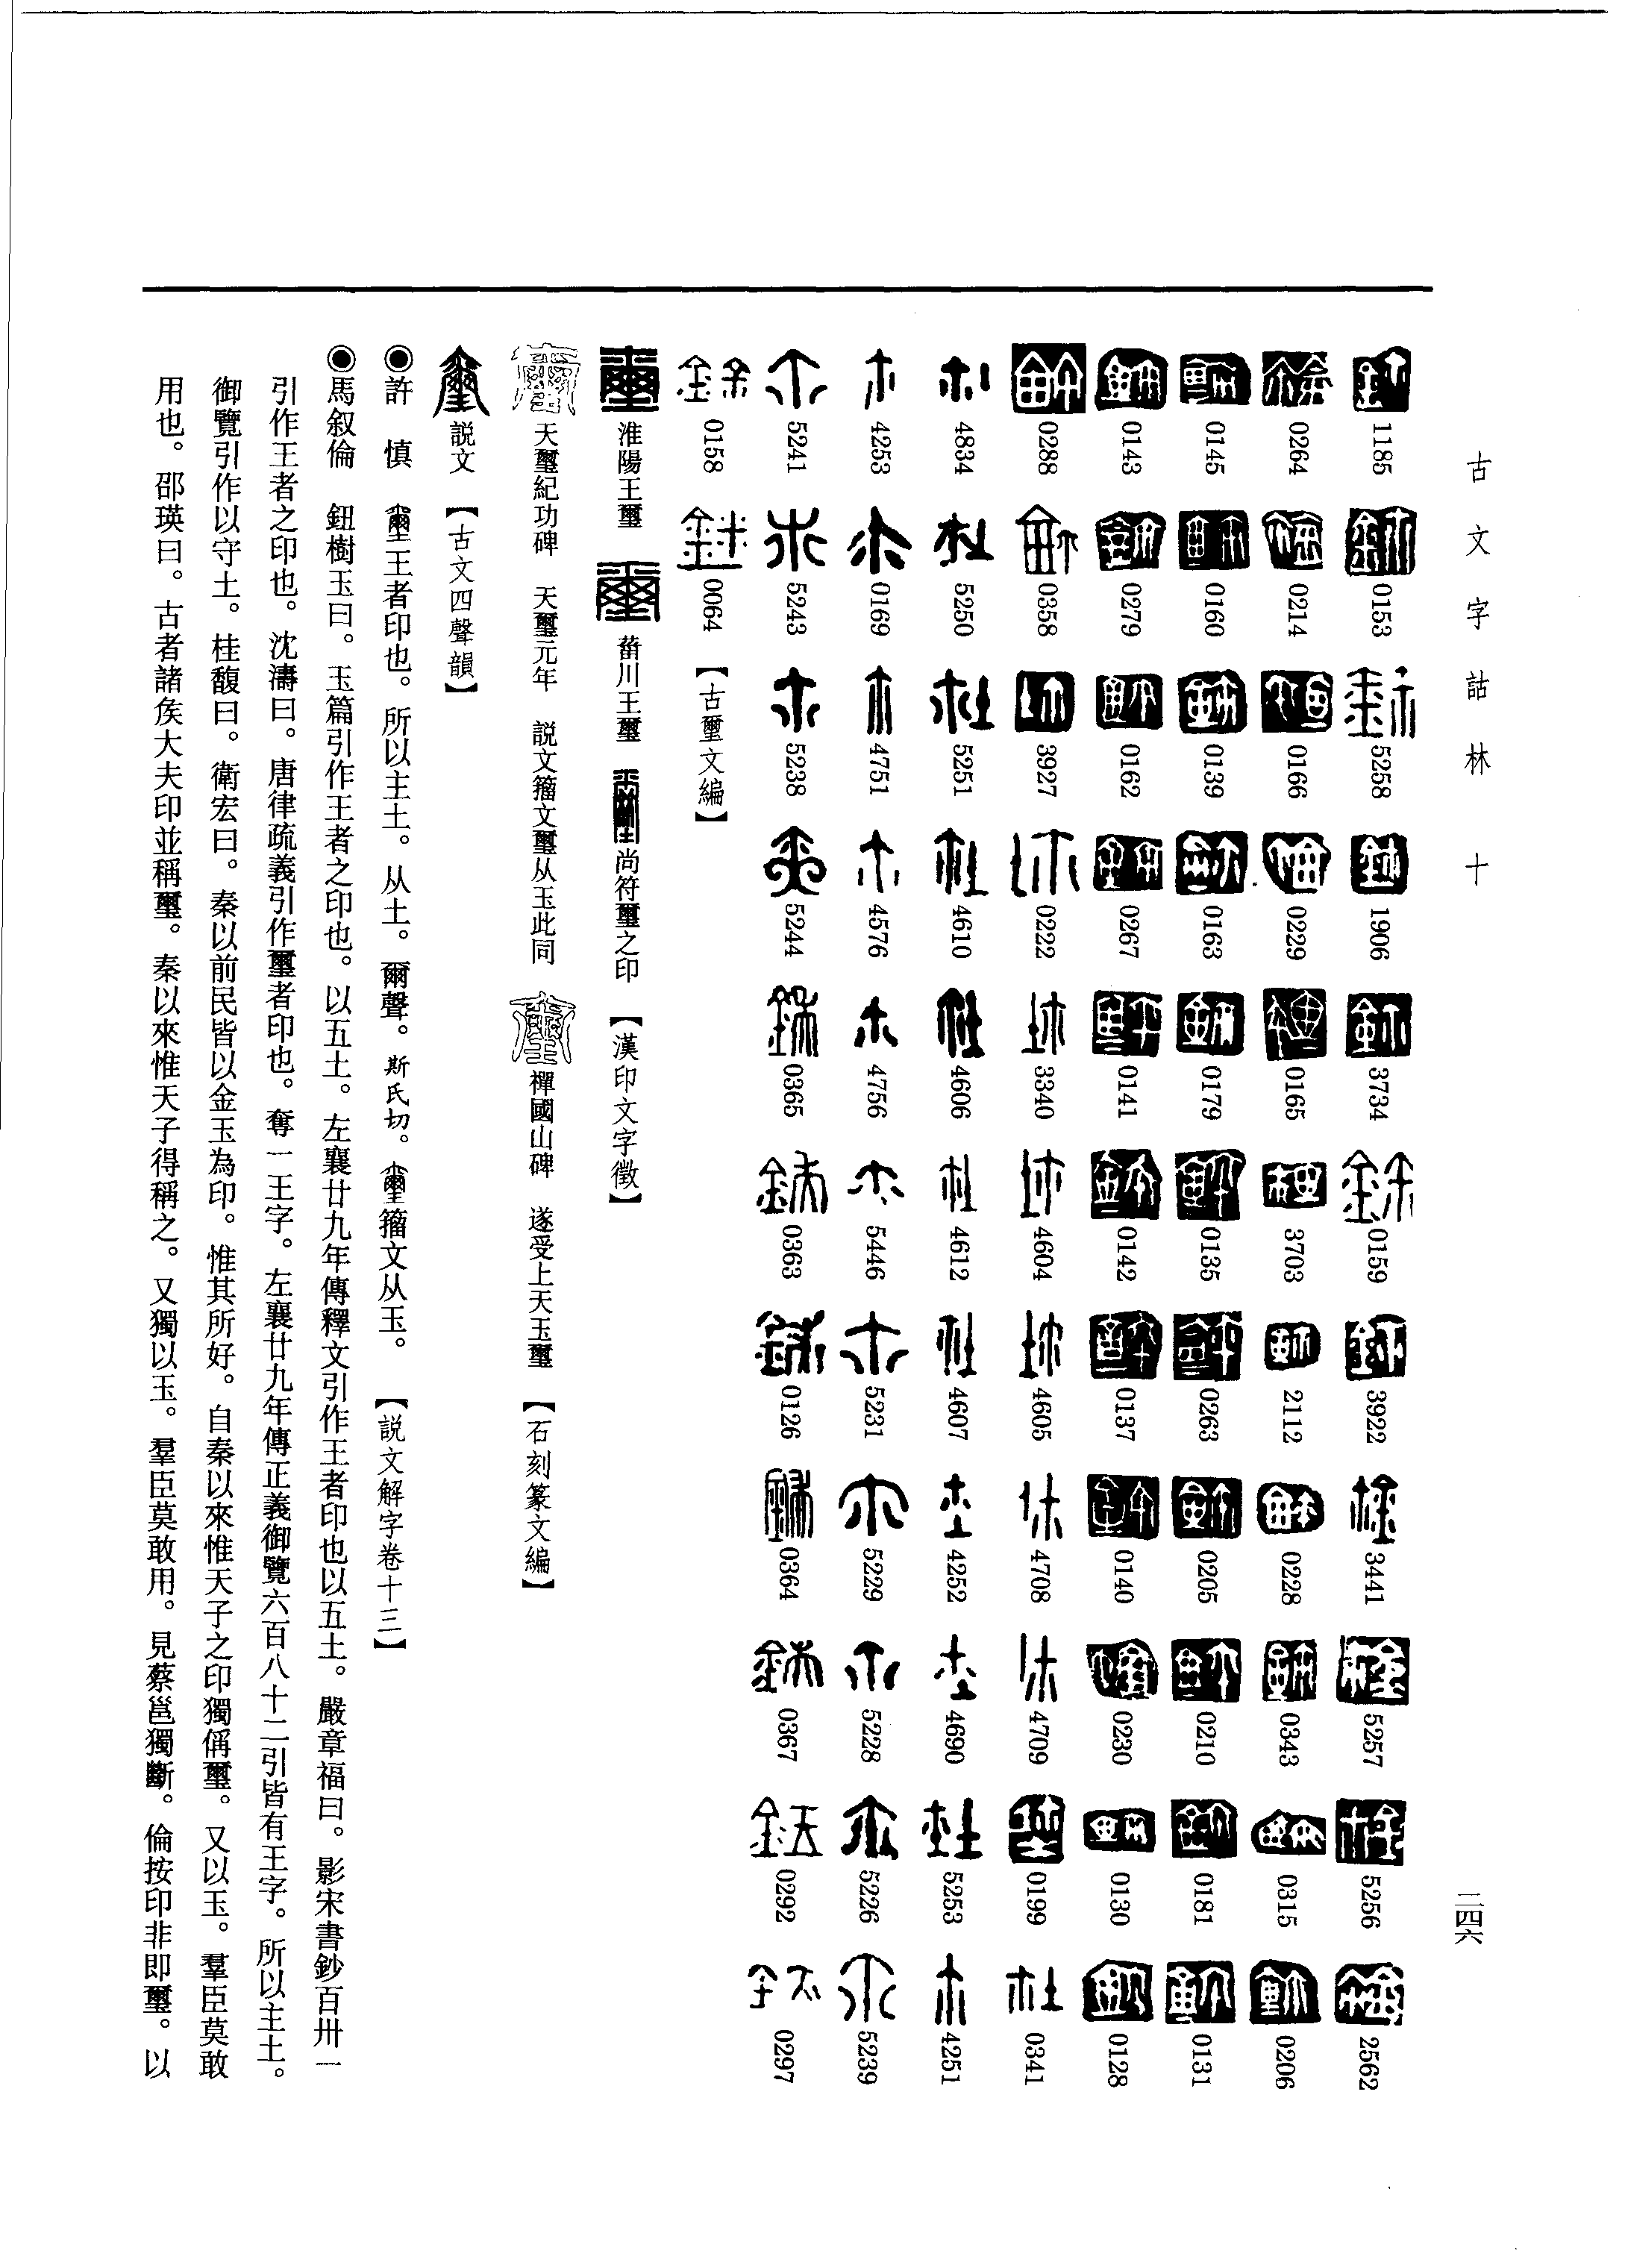 古文字詁林 十
二四六
1185 0153 5258 1906 3734 0159 3922 3441 5257 5256 2562
0264 0214 0166 0229 0165 3703 2112 0228 0343 0315 0206
0145 0160 0139 0163 0179 0135 0263 0205 0210 0181 0131
0143 0279 0162 0267 0141 0142 0137 0140 0230 0130 0128
0288 0358 3927 0222 3340 4604 4605 4708 4709 0199 0341
4834 5250 5251 4610 4606 4612 4607 4252 4690 5253 4251
4253 0169 4751 4576 4756 5446 5231 5229 5228 5226 5239
5241 5243 5238 5244 0365 0363 0126 0364 0367 0292 0297
0158 0064 【古璽文編】
淮陽王璽 菑川王璽 尚符璽之印 【漢印文字徵】
天璽紀功碑 天璽元年 説文籀文璽从玉此同 禪國山碑 遂受上天玉璽 【石刻篆文編】
説文 【古文四聲韻】
◉許 慎 壐王者印也。所以主土。从土。爾聲。斯氏切。璽籀文从玉。 【説文解字卷十三】
◉馬叙倫 鈕樹玉曰。玉篇引作王者之印也。以五土。左襄廿九年傳釋文引作王者印也以五土。嚴章福曰。影宋書鈔百卅一
引作王者之印也。沈濤曰。唐律疏義引作璽者印也。奪一王字。左襄廿九年傳正義御覽六百八十二引皆有王字。所以主土。
御覽引作以守土。桂馥曰。衛宏曰。秦以前民皆以金玉為印。惟其所好。自秦以來惟天子之印獨偁璽。又以玉。羣臣莫敢
用也。邵瑛曰。古者諸矦大夫印並稱璽。秦以來惟天子得稱之。又獨以玉。羣臣莫敢用。見蔡邕獨斷。倫按印非即璽。以